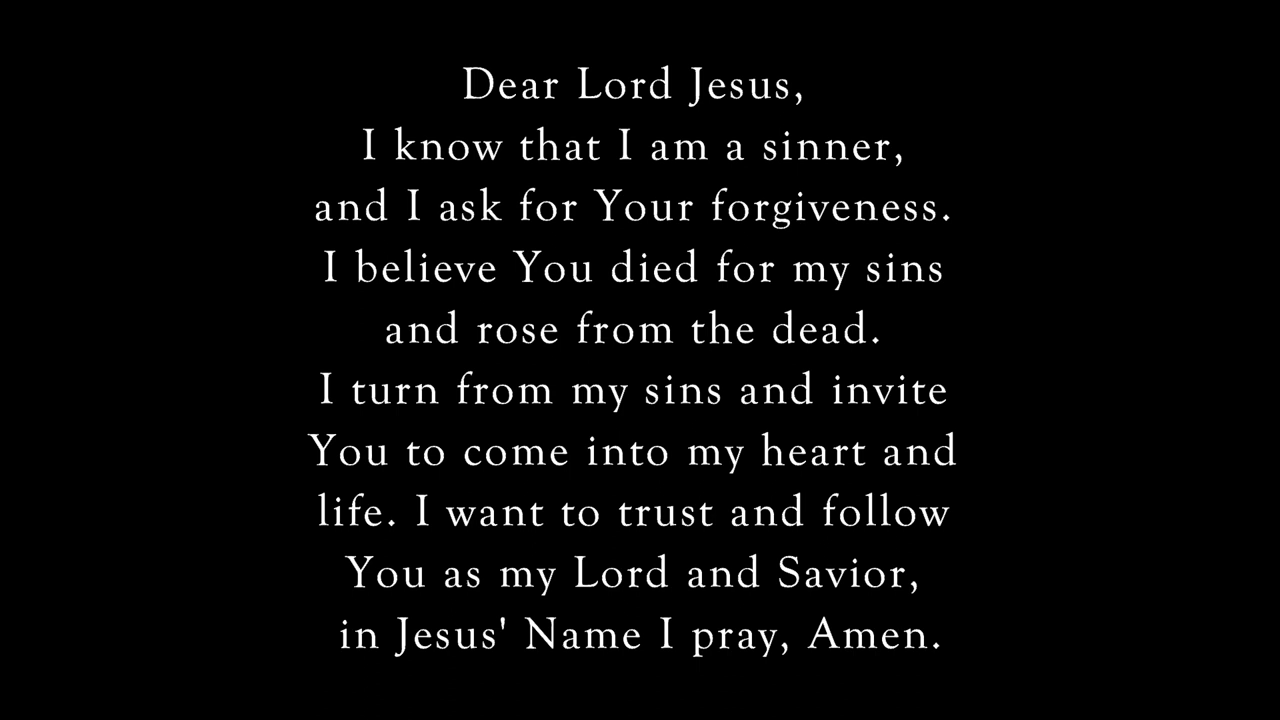 Dear Lord Jesus,
I know that I am a sinner,
and I ask for Your forgiveness.
I believe You died for my sins
and rose from the dead.
I turn from my sins and invite
You to come into my heart and
life. I want to trust and follow
You as my Lord and Savior,
in Jesus' Name I pray, Amen.